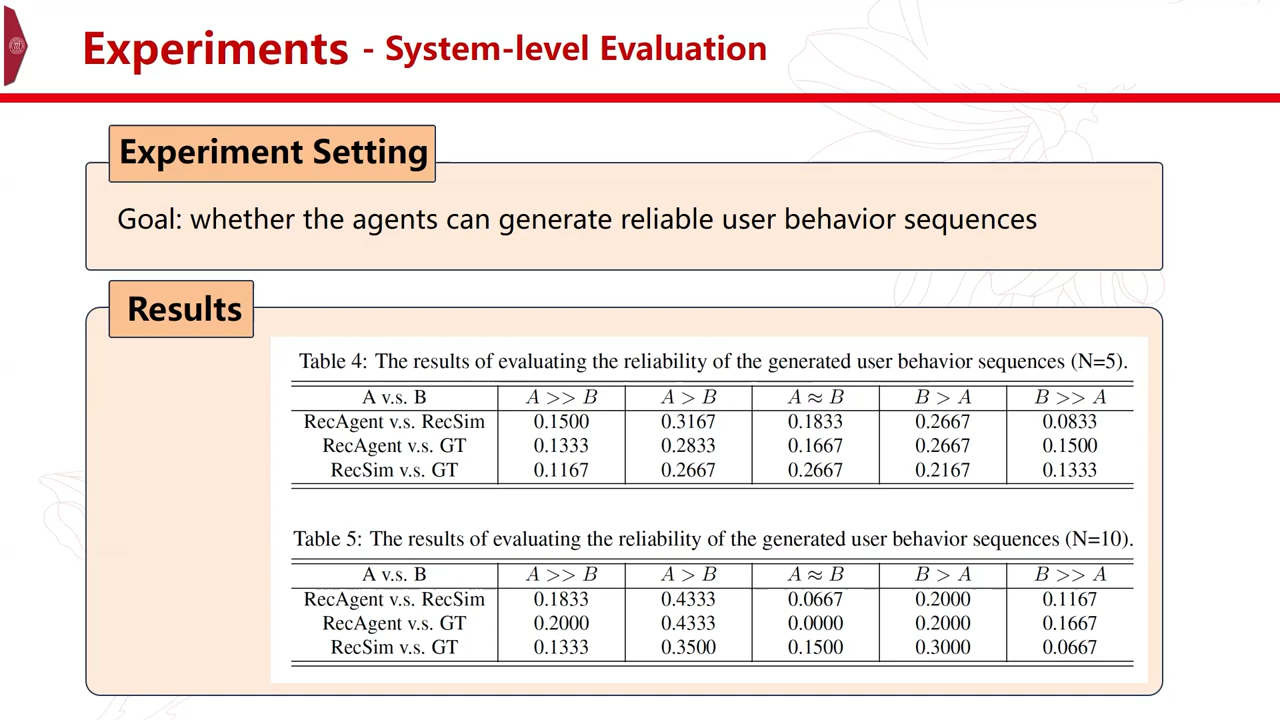 Experiments - System-level Evaluation
Experiment Setting
Goal: whether the agents can generate reliable user behavior sequences
Results
Table 4: The results of evaluating the reliability of the generated user behavior sequences (N=5).
A v.s. B A >> B A > B A ≈ B B > A B >> A
RecAgent v.s. RecSim 0.1500 0.3167 0.1833 0.2667 0.0833
RecAgent v.s. GT 0.1333 0.2833 0.1667 0.2667 0.1500
RecSim v.s. GT 0.1167 0.2667 0.2667 0.2167 0.1333
Table 5: The results of evaluating the reliability of the generated user behavior sequences (N=10).
A v.s. B A >> B A > B A ≈ B B > A B >> A
RecAgent v.s. RecSim 0.1833 0.4333 0.0667 0.2000 0.1167
RecAgent v.s. GT 0.2000 0.4333 0.0000 0.2000 0.1667
RecSim v.s. GT 0.1333 0.3500 0.1500 0.3000 0.0667